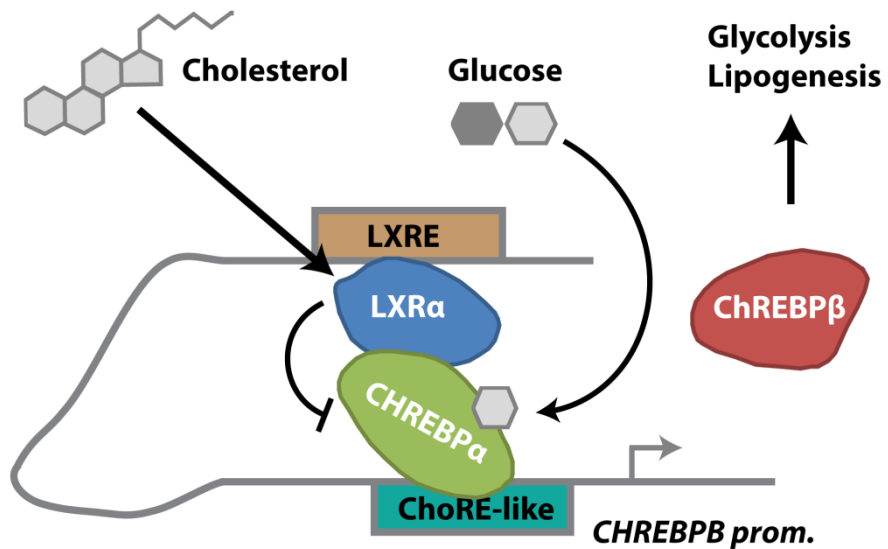 Cholesterol
Glucose
Glycolysis
Lipogenesis
LXRE
LXRα
ChREBPβ
CHREBPα
ChoRE-like
CHREBPB prom.